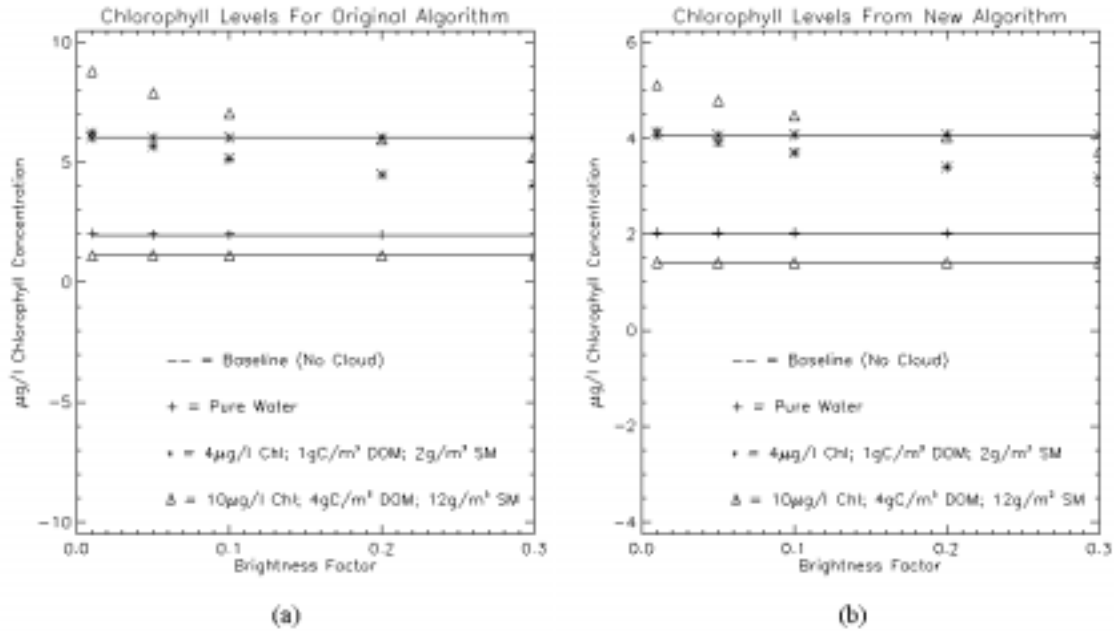 Chlorophyll Levels For Original Algorithm
10
5
0
−5
−10
μg/l Chlorophyll Concentration
-- = Baseline (No Cloud)
+ = Pure Water
* = 4μg/l Chl; 1gC/m³ DOM; 2g/m³ SM
△ = 10μg/l Chl; 4gC/m³ DOM; 12g/m³ SM
0.0 0.1 0.2 0.3
Brightness Factor
(a)
Chlorophyll Levels From New Algorithm
6
4
2
0
−2
−4
μg/l Chlorophyll Concentration
-- = Baseline (No Cloud)
+ = Pure Water
* = 4μg/l Chl; 1gC/m³ DOM; 2g/m³ SM
△ = 10μg/l Chl; 4gC/m³ DOM; 12g/m³ SM
0.0 0.1 0.2 0.3
Brightness Factor
(b)